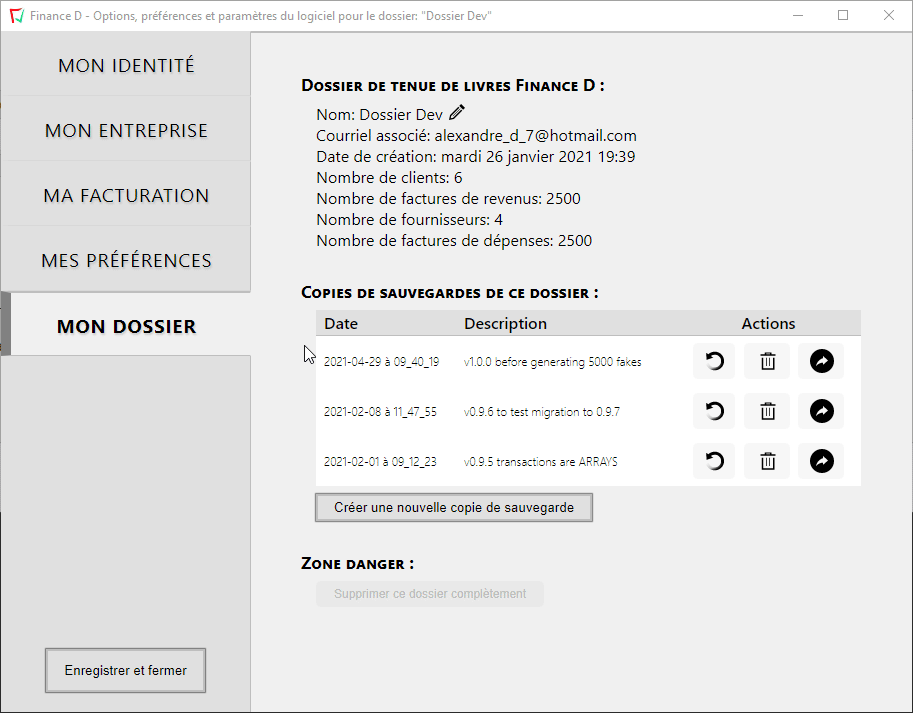 Finance D - Options, préférences et paramètres du logiciel pour le dossier: "Dossier Dev"
MON IDENTITÉ
MON ENTREPRISE
MA FACTURATION
MES PRÉFÉRENCES
MON DOSSIER
Enregistrer et fermer
Dossier de tenue de livres Finance D :
Nom: Dossier Dev
Courriel associé: alexandre_d_7@hotmail.com
Date de création: mardi 26 janvier 2021 19:39
Nombre de clients: 6
Nombre de factures de revenus: 2500
Nombre de fournisseurs: 4
Nombre de factures de dépenses: 2500
Copies de sauvegardes de ce dossier :
Date Description Actions
2021-04-29 à 09_40_19 v1.0.0 before generating 5000 fakes
2021-02-08 à 11_47_55 v0.9.6 to test migration to 0.9.7
2021-02-01 à 09_12_23 v0.9.5 transactions are ARRAYS
Créer une nouvelle copie de sauvegarde
Zone danger :
Supprimer ce dossier complètement